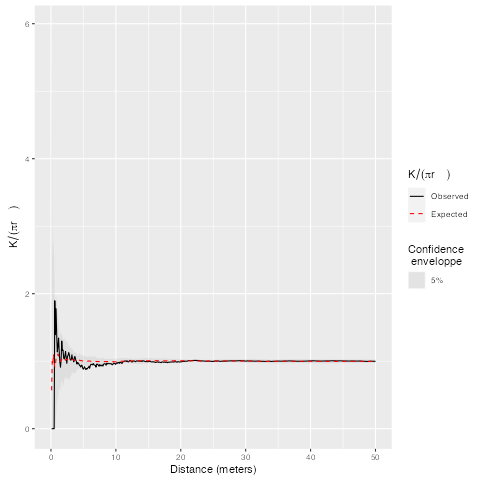 6
4
2
0
K/(πr )
0
10
20
30
40
50
Distance (meters)
K/(πr )
Observed
Expected
Confidence
enveloppe
5%